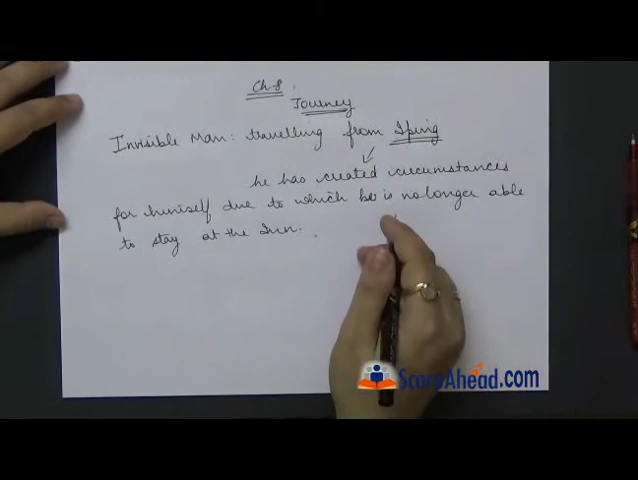 Ch-8
Journey
Invisible Man: travelling from Iping
he has created circumstances
for himself due to which he is no longer able
to stay at the Inn.
ScoreAhead.com